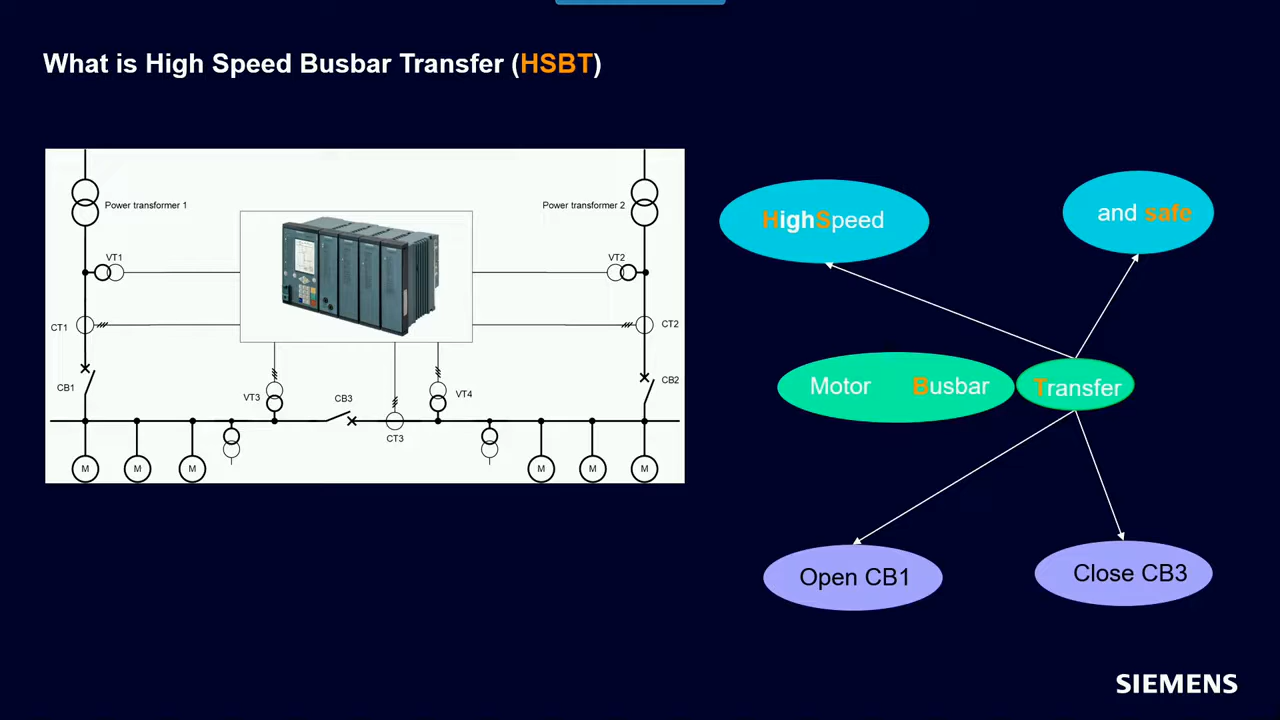 What is High Speed Busbar Transfer (HSBT)
Power transformer 1
Power transformer 2
VT1
VT2
CT1
CT2
CB1
CB2
VT3
CB3
VT4
CT3
M
M
M
M
M
M
HighSpeed
and safe
Motor Busbar
Transfer
Open CB1
Close CB3
SIEMENS